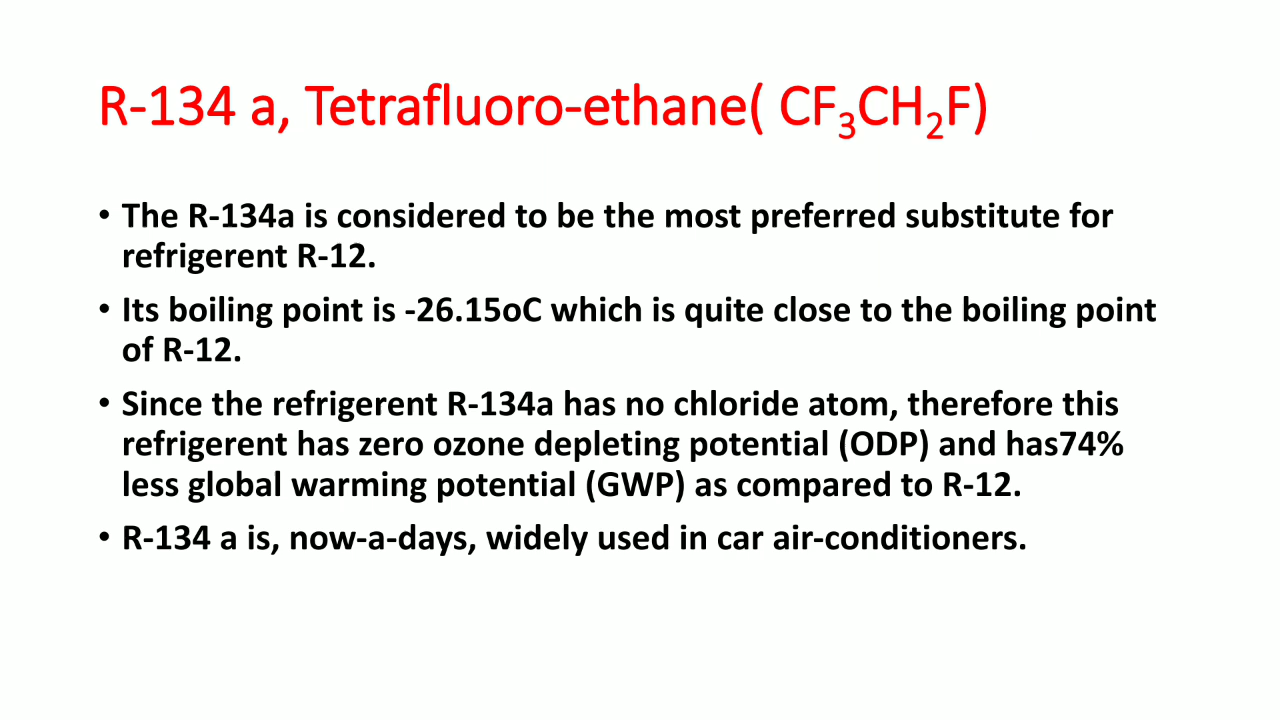 R-134 a, Tetrafluoro-ethane( CF₃CH₂F)
• The R-134a is considered to be the most preferred substitute for
refrigerent R-12.
• Its boiling point is -26.15oC which is quite close to the boiling point
of R-12.
• Since the refrigerent R-134a has no chloride atom, therefore this
refrigerent has zero ozone depleting potential (ODP) and has74%
less global warming potential (GWP) as compared to R-12.
• R-134 a is, now-a-days, widely used in car air-conditioners.